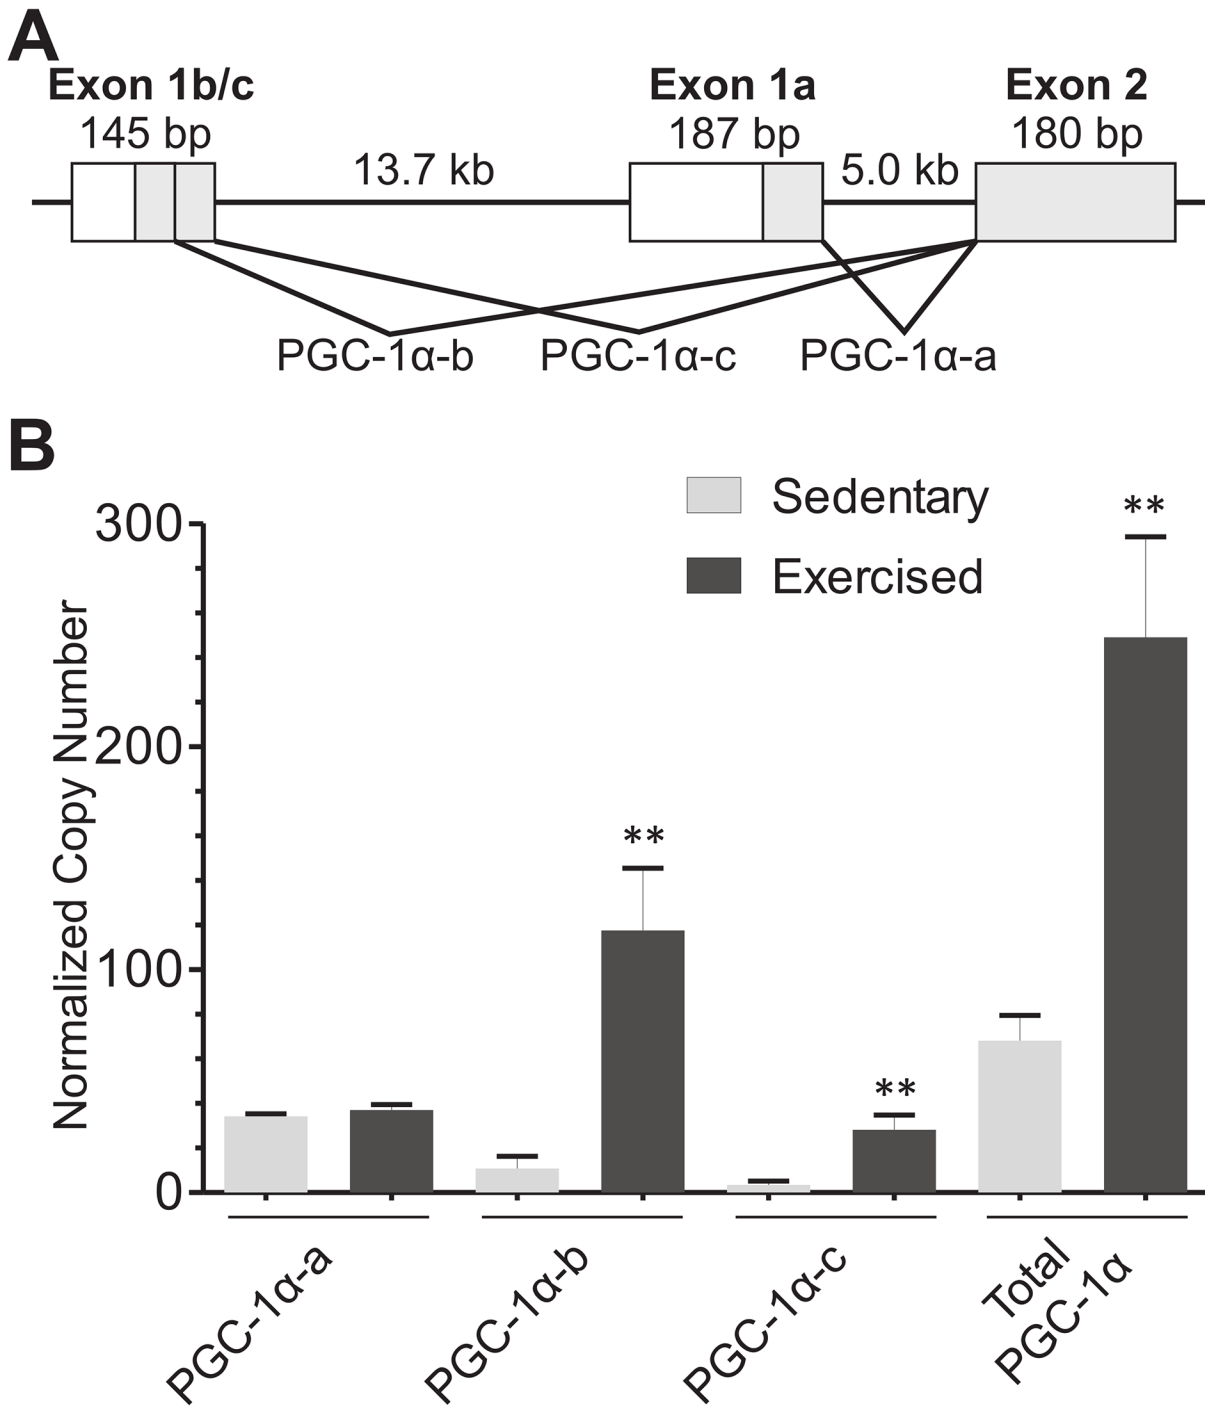 A
Exon 1b/c Exon 1a Exon 2
145 bp 187 bp 180 bp
13.7 kb 5.0 kb
PGC-1α-b PGC-1α-c PGC-1α-a
B
Sedentary
Exercised
**
**
**
300
200
100
0
Normalized Copy Number
PGC-1α-a
PGC-1α-b
PGC-1α-c
Total
PGC-1α